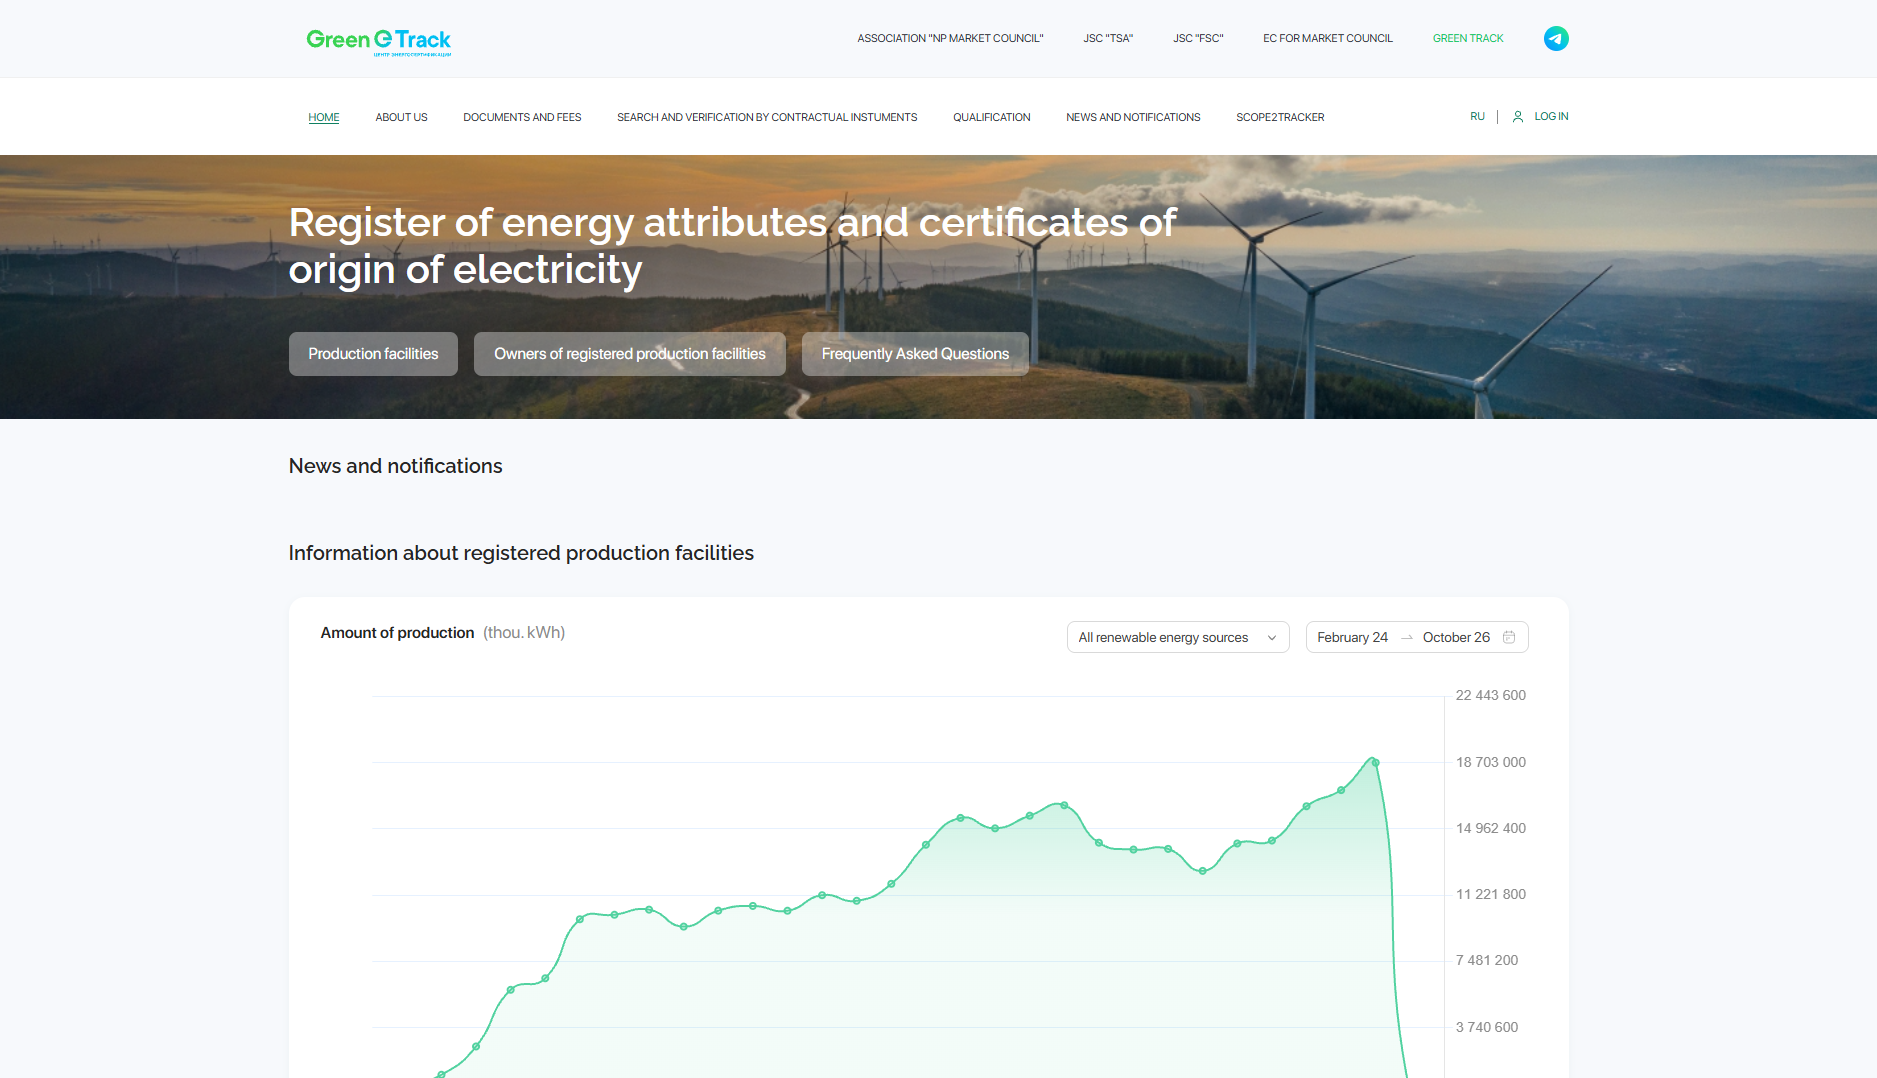 Green e Track
ЦЕНТР ЭНЕРГОСЕРТИФИКАЦИИ
ASSOCIATION "NP MARKET COUNCIL"
JSC "TSA"
JSC "FSC"
EC FOR MARKET COUNCIL
GREEN TRACK
HOME
ABOUT US
DOCUMENTS AND FEES
SEARCH AND VERIFICATION BY CONTRACTUAL INSTUMENTS
QUALIFICATION
NEWS AND NOTIFICATIONS
SCOPE2TRACKER
RU
LOG IN
Register of energy attributes and certificates of
origin of electricity
Production facilities
Owners of registered production facilities
Frequently Asked Questions
News and notifications
Information about registered production facilities
Amount of production (thou. kWh)
All renewable energy sources
February 24 → October 26
22 443 600
18 703 000
14 962 400
11 221 800
7 481 200
3 740 600